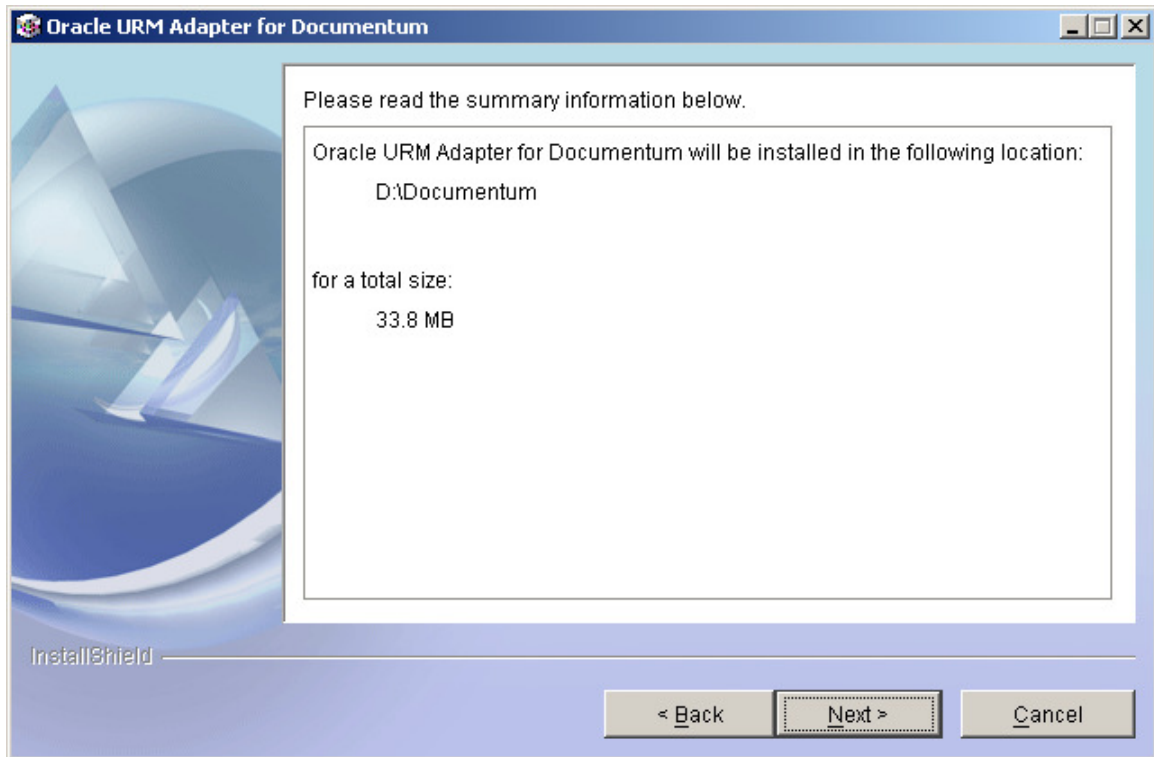 Oracle URM Adapter for Documentum
Please read the summary information below.
Oracle URM Adapter for Documentum will be installed in the following location:
D:\Documentum
for a total size:
33.8 MB
InstallShield
< Back
Next >
Cancel